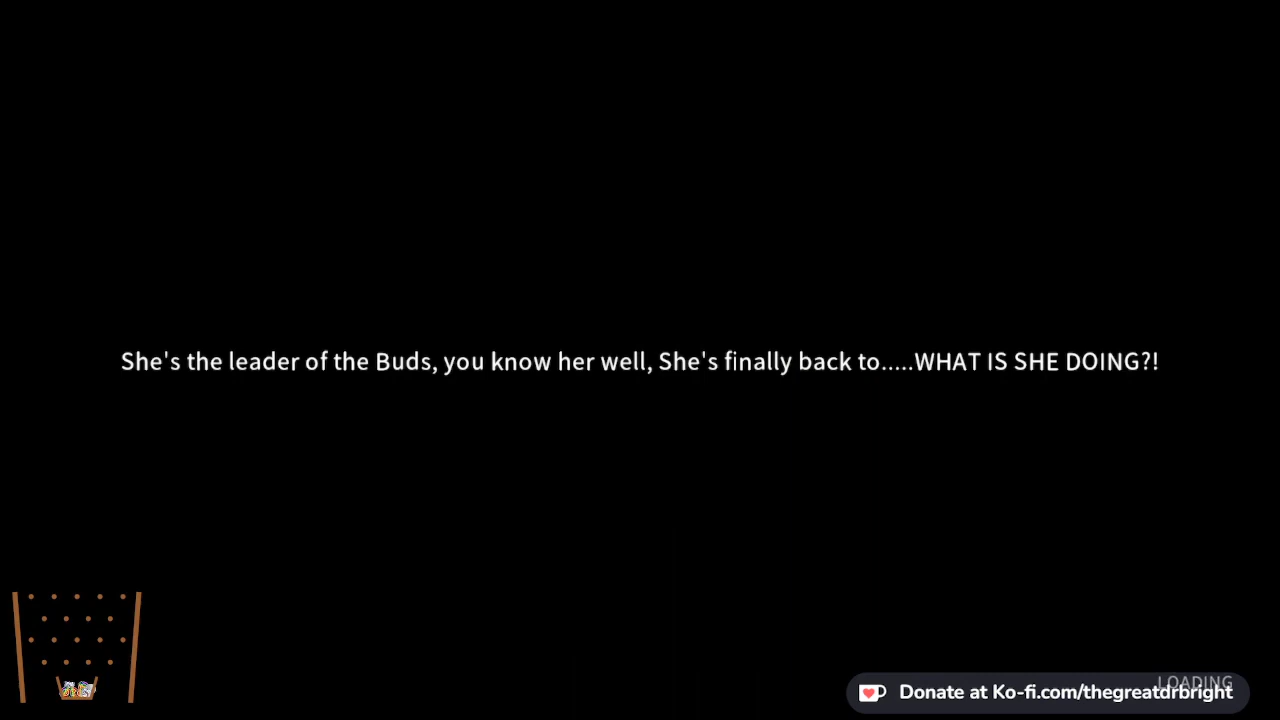 She's the leader of the Buds, you know her well, She's finally back to.....WHAT IS SHE DOING?!
LOADING
Donate at Ko-fi.com/thegreatdrbright